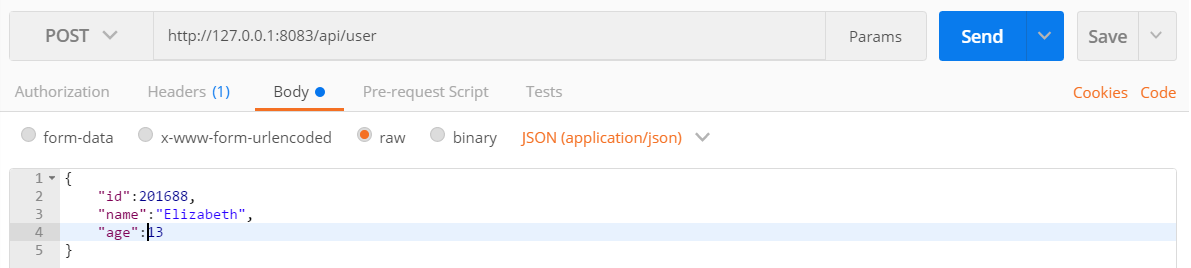 POST http://127.0.0.1:8083/api/user Params Send Save
Authorization Headers (1) Body Pre-request Script Tests Cookies Code
form-data x-www-form-urlencoded raw binary JSON (application/json)
1 {
2 "id":201688,
3 "name":"Elizabeth",
4 "age":13
5 }